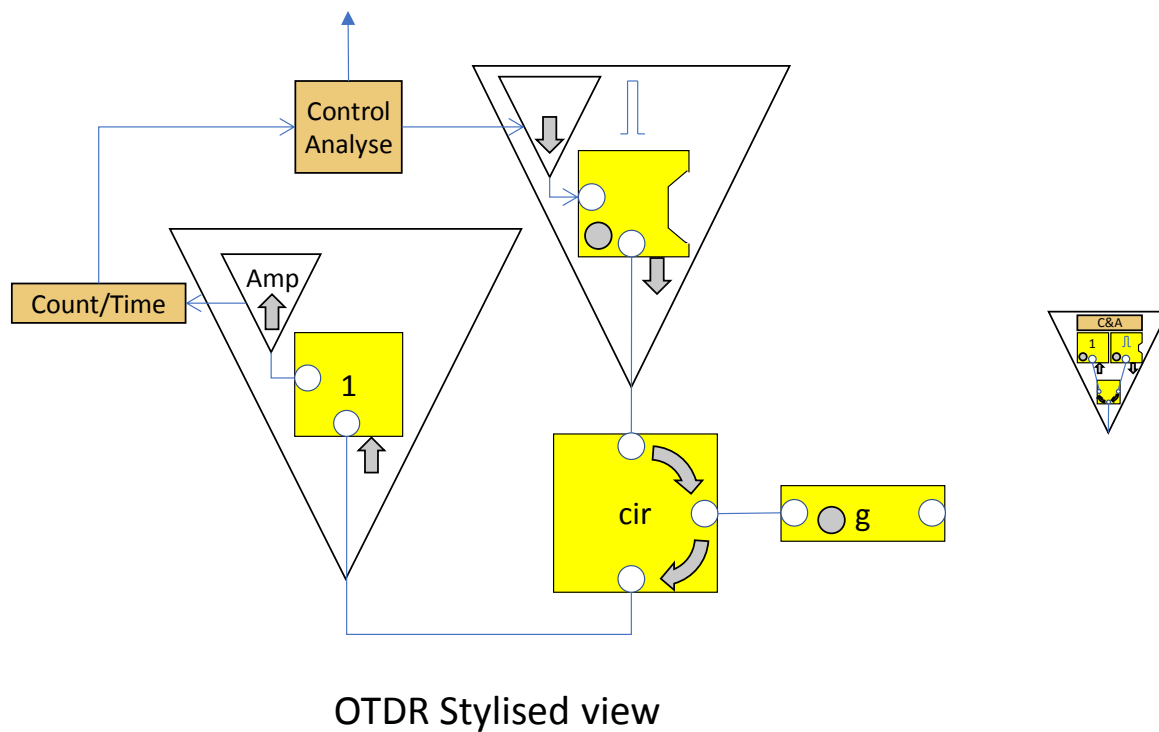 Control
Analyse
Amp
Count/Time
1
C&A
1
cir
g
OTDR Stylised view